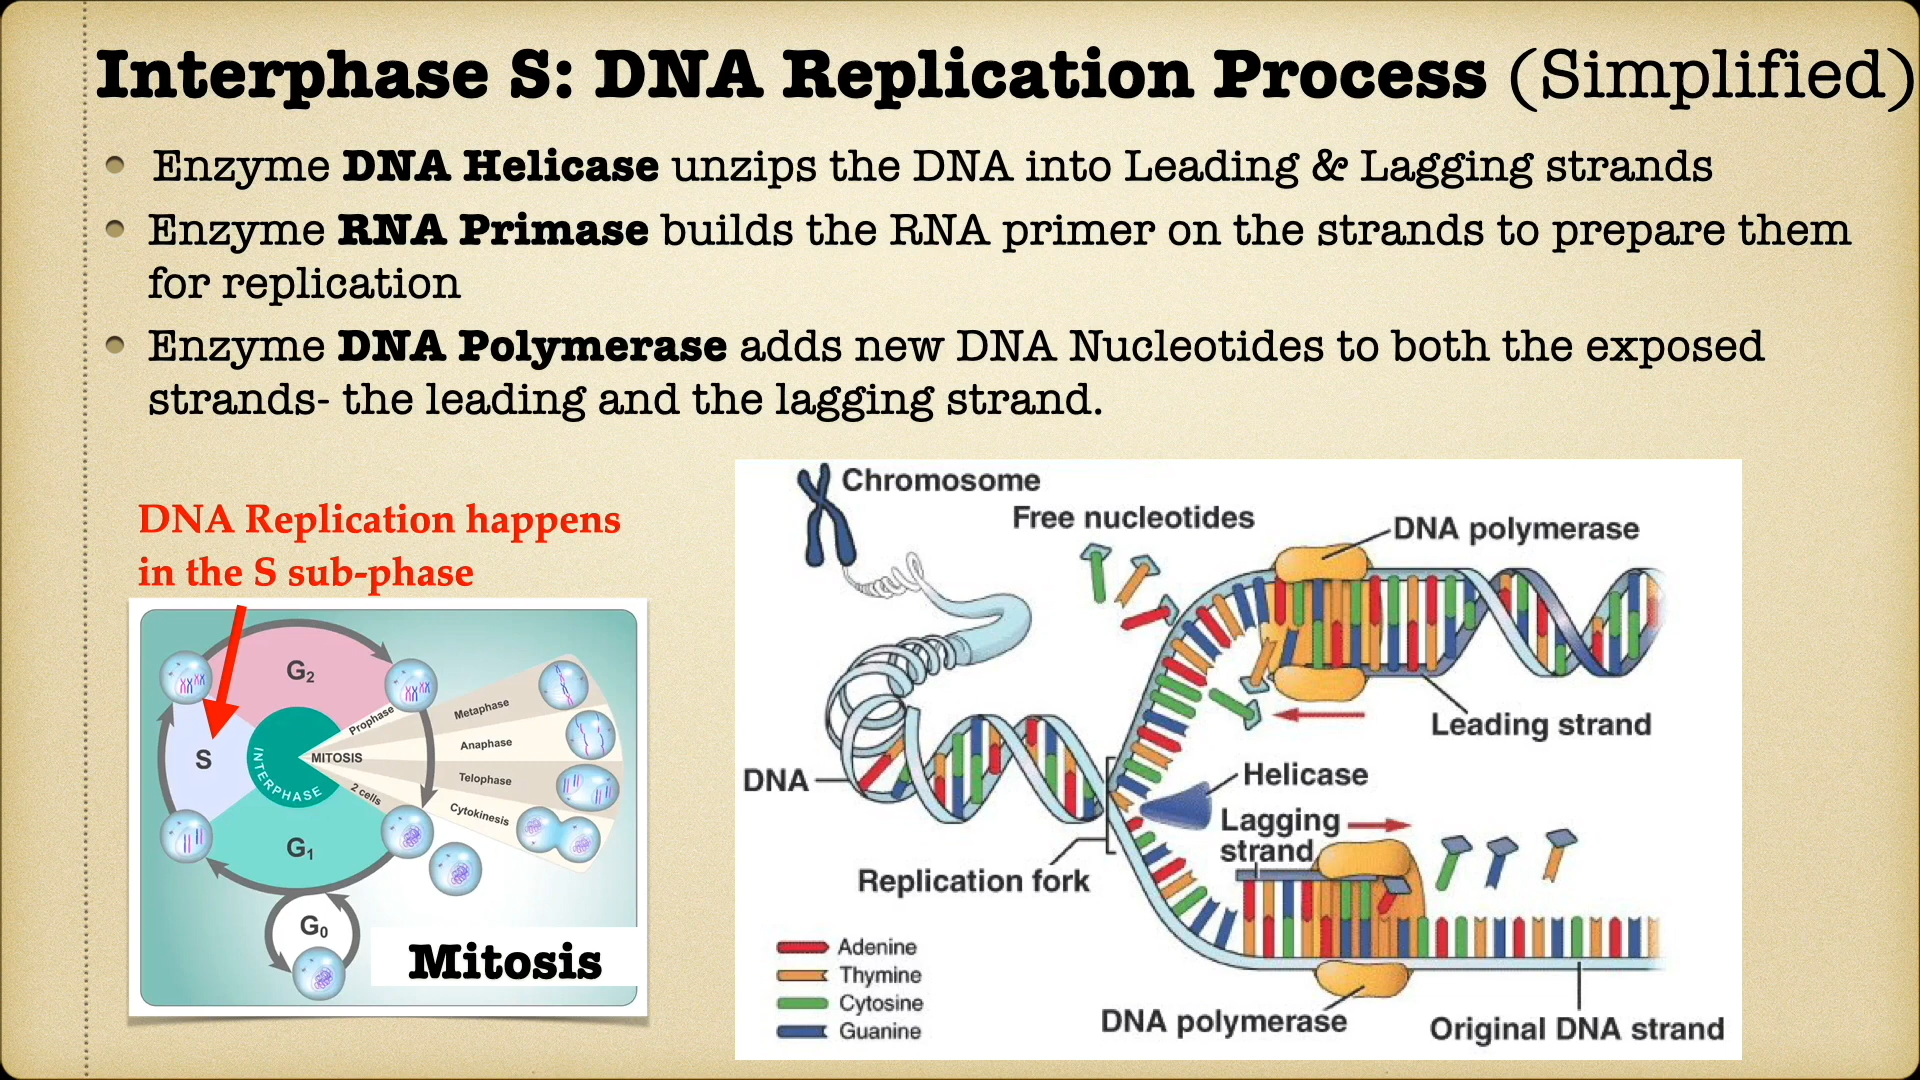 Interphase S: DNA Replication Process (Simplified)
Enzyme DNA Helicase unzips the DNA into Leading & Lagging strands
Enzyme RNA Primase builds the RNA primer on the strands to prepare them
for replication
Enzyme DNA Polymerase adds new DNA Nucleotides to both the exposed
strands- the leading and the lagging strand.
DNA Replication happens
in the S sub-phase
G2
S
G1
G0
INTERPHASE
MITOSIS
Prophase
Metaphase
Anaphase
Telophase
Cytokinesis
2 cells
Mitosis
Chromosome
Free nucleotides
DNA polymerase
Leading strand
DNA
Helicase
Lagging
strand
Replication fork
Adenine
Thymine
Cytosine
Guanine
DNA polymerase
Original DNA strand